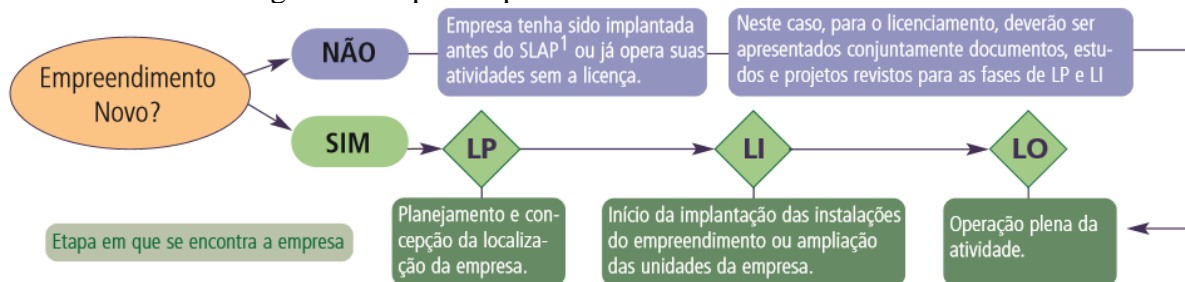 Empreendimento
Novo?
NÃO
Empresa tenha sido implantada
antes do SLAP¹ ou já opera suas
atividades sem a licença.
Neste caso, para o licenciamento, deverão ser
apresentados conjuntamente documentos, estu-
dos e projetos revistos para as fases de LP e LI
SIM
LP
LI
LO
Planejamento e con-
cepção da localiza-
ção da empresa.
Início da implantação das instalações
do empreendimento ou ampliação
das unidades da empresa.
Operação plena da
atividade.
Etapa em que se encontra a empresa